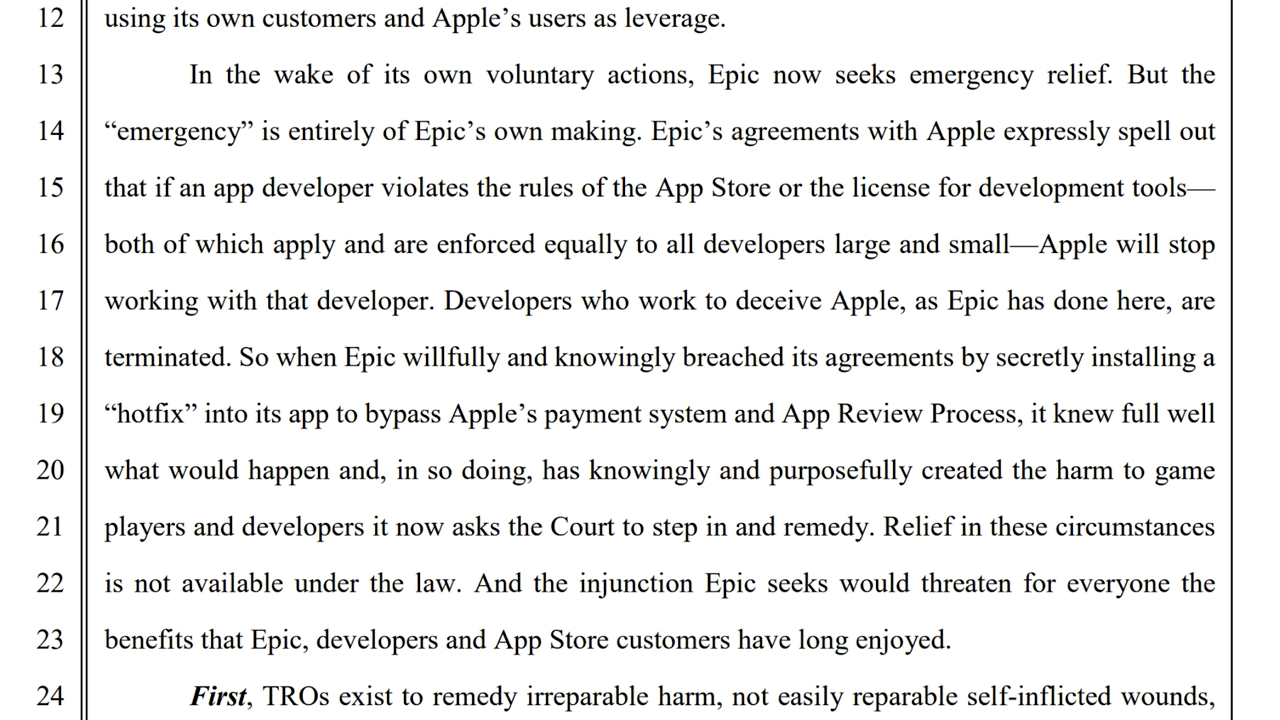 12 using its own customers and Apple’s users as leverage.
13 In the wake of its own voluntary actions, Epic now seeks emergency relief. But the
14 “emergency” is entirely of Epic’s own making. Epic’s agreements with Apple expressly spell out
15 that if an app developer violates the rules of the App Store or the license for development tools—
16 both of which apply and are enforced equally to all developers large and small—Apple will stop
17 working with that developer. Developers who work to deceive Apple, as Epic has done here, are
18 terminated. So when Epic willfully and knowingly breached its agreements by secretly installing a
19 “hotfix” into its app to bypass Apple’s payment system and App Review Process, it knew full well
20 what would happen and, in so doing, has knowingly and purposefully created the harm to game
21 players and developers it now asks the Court to step in and remedy. Relief in these circumstances
22 is not available under the law. And the injunction Epic seeks would threaten for everyone the
23 benefits that Epic, developers and App Store customers have long enjoyed.
24 First, TROs exist to remedy irreparable harm, not easily reparable self-inflicted wounds,